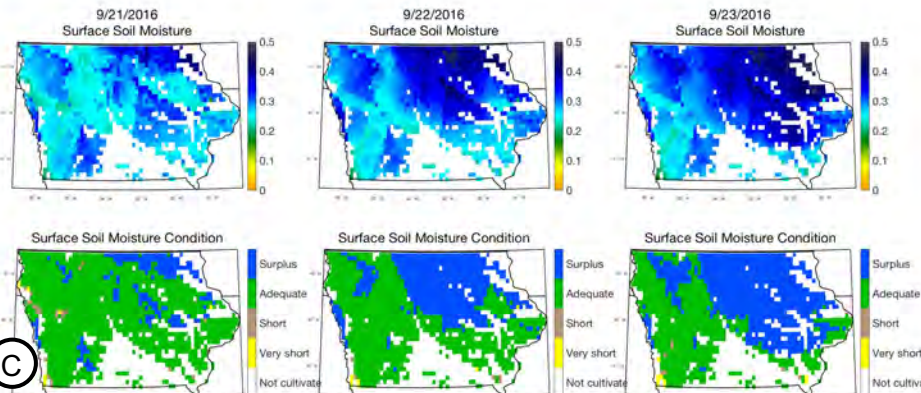 9/21/2016
Surface Soil Moisture
0.5
0.4
0.3
0.2
0.1
0
9/22/2016
Surface Soil Moisture
0.5
0.4
0.3
0.2
0.1
0
9/23/2016
Surface Soil Moisture
0.5
0.4
0.3
0.2
0.1
0
Surface Soil Moisture Condition
Surplus
Adequate
Short
Very short
Not cultivate
Surface Soil Moisture Condition
Surplus
Adequate
Short
Very short
Not cultivate
Surface Soil Moisture Condition
Surplus
Adequate
Short
Very short
Not cultiva
C